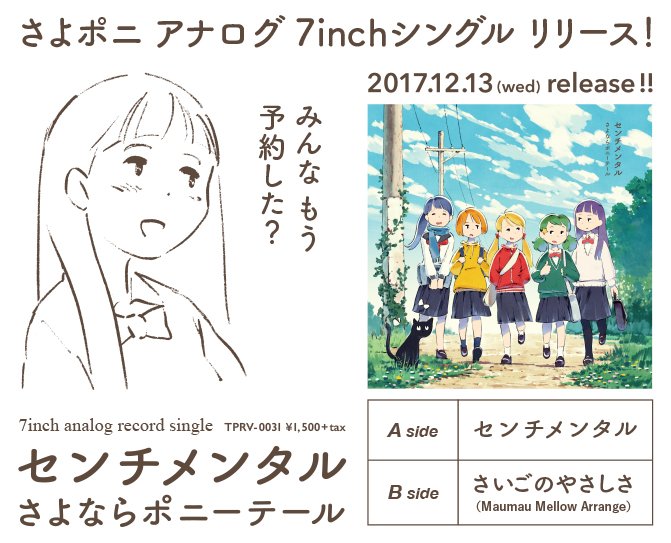 さよポニ アナログ 7inchシングル リリース!
みんな もう
予約した?
2017.12.13(wed) release!!
センチメンタル
さよならポニーテール
7inch analog record single TPRV-0031 ¥1,500+tax
センチメンタル
さよならポニーテール
A side センチメンタル
B side さいごのやさしさ
(Maumau Mellow Arrange)